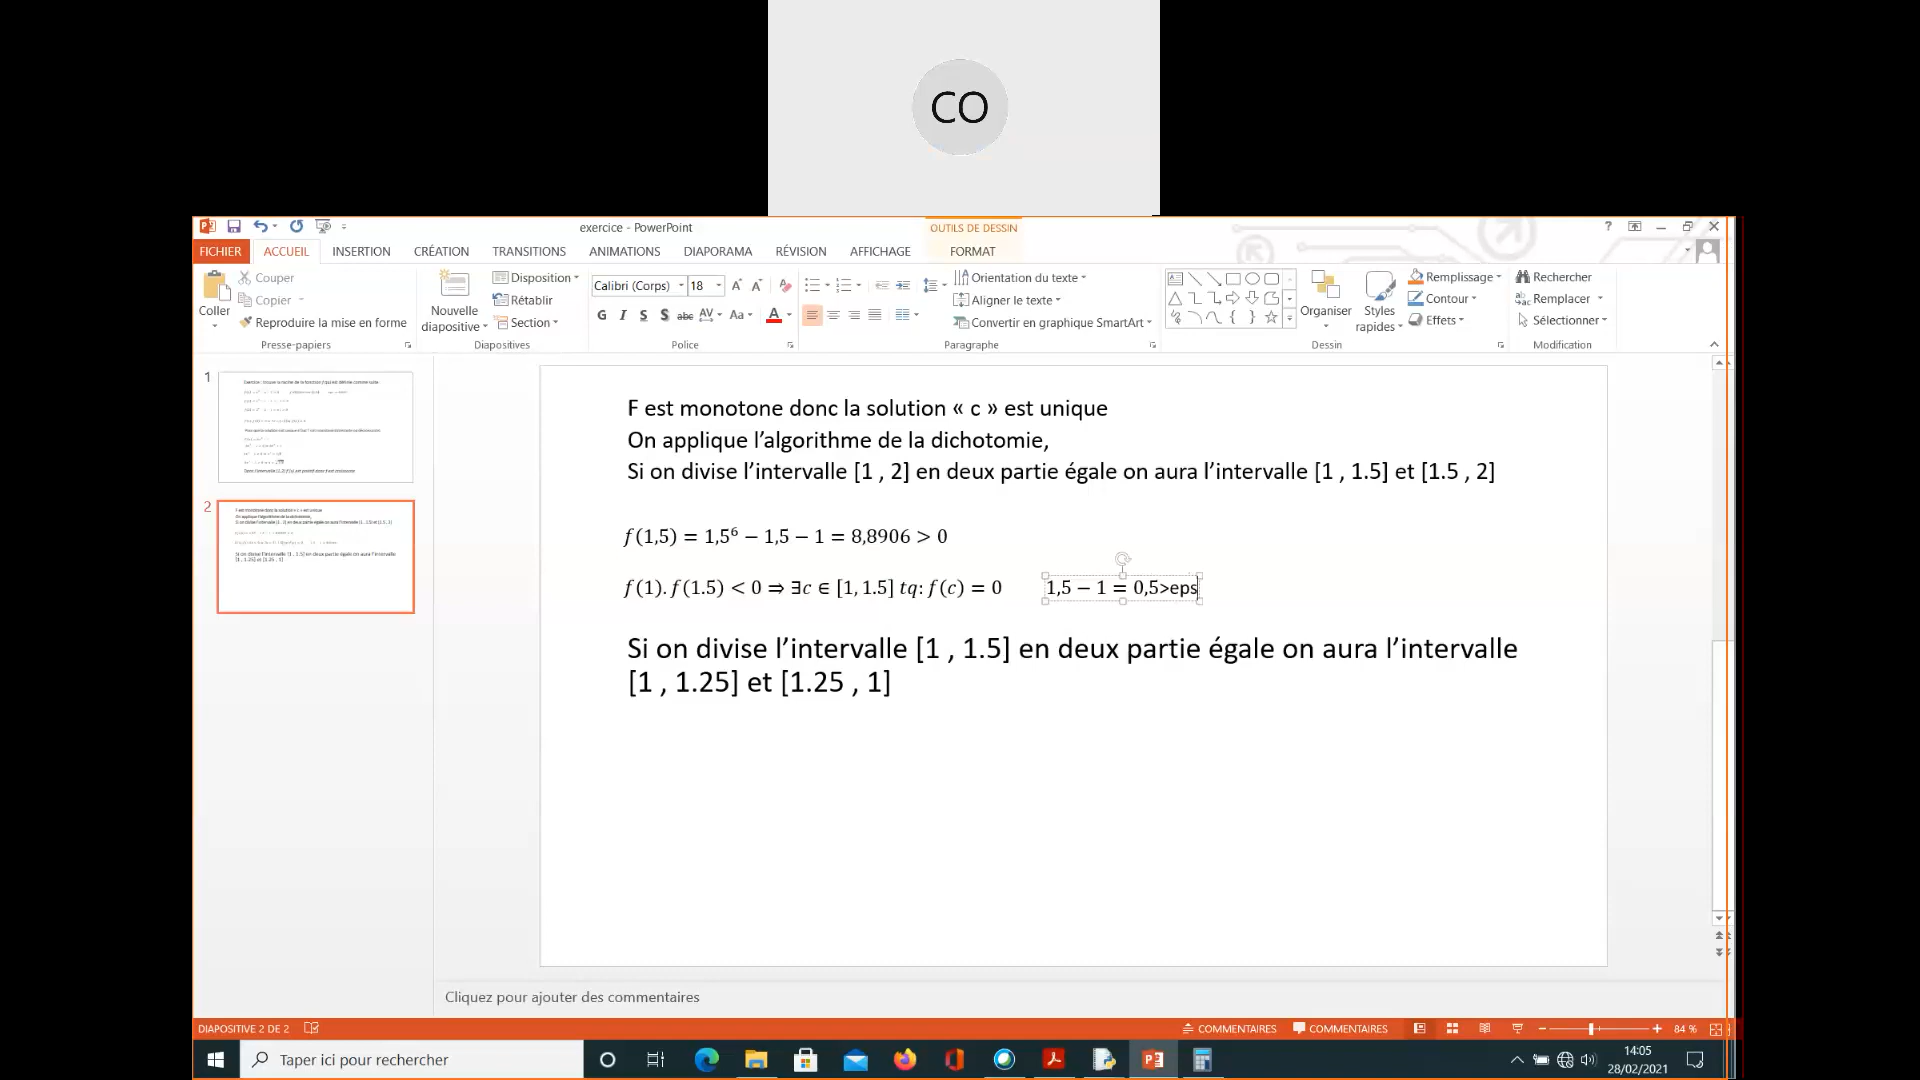 CO
exercice - PowerPoint
OUTILS DE DESSIN
?
FICHIER
ACCUEIL
INSERTION
CRÉATION
TRANSITIONS
ANIMATIONS
DIAPORAMA
RÉVISION
AFFICHAGE
FORMAT
Coller
Couper
Copier
Reproduire la mise en forme
Presse-papiers
Nouvelle
diapositive
Disposition
Rétablir
Section
Diapositives
Calibri (Corps)
18
G I S S abc AV Aa A
Police
Orientation du texte
Aligner le texte
Convertir en graphique SmartArt
Paragraphe
Organiser
Styles
rapides
Remplissage
Contour
Effets
Dessin
Rechercher
Remplacer
Sélectionner
Modification
1
2
F est monotone donc la solution « c » est unique
On applique l’algorithme de la dichotomie,
Si on divise l’intervalle [1 , 2] en deux partie égale on aura l’intervalle [1 , 1.5] et [1.5 , 2]
f(1,5) = 1,5⁶ − 1,5 − 1 = 8,8906 > 0
f(1). f(1.5) < 0 ⇒ ∃c ∈ [1, 1.5] tq: f(c) = 0 1,5 − 1 = 0,5>eps
Si on divise l’intervalle [1 , 1.5] en deux partie égale on aura l’intervalle
[1 , 1.25] et [1.25 , 1]
Cliquez pour ajouter des commentaires
DIAPOSITIVE 2 DE 2
COMMENTAIRES
COMMENTAIRES
84 %
Taper ici pour rechercher
14:05
28/02/2021